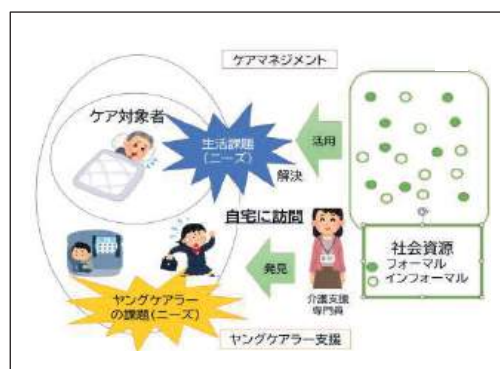 ケアマネジメント
ケア対象者
生活課題
(ニーズ)
活用
解決
自宅に訪問
発見
介護支援
専門員
社会資源
フォーマル
インフォーマル
ヤングケアラー
の課題(ニーズ)
ヤングケアラー支援